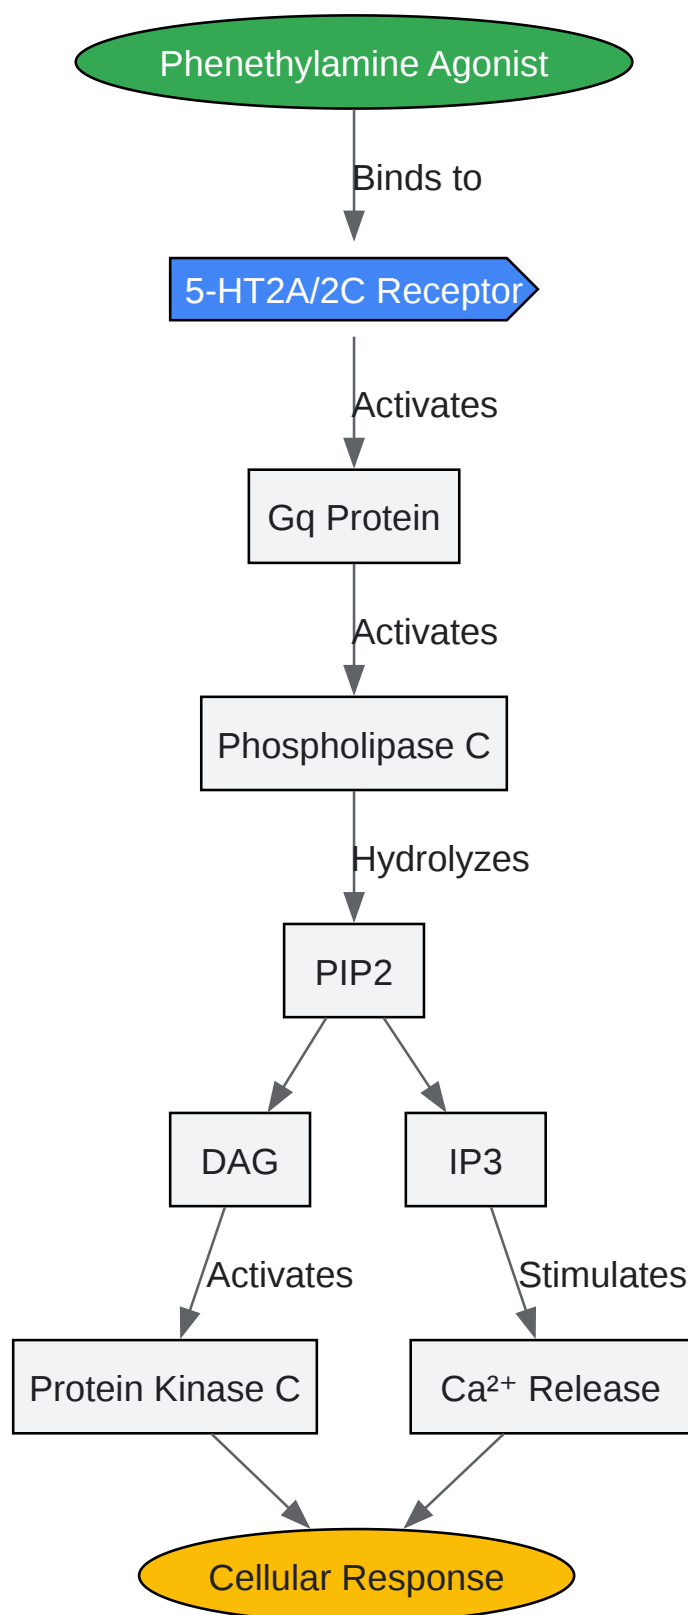 Phenethylamine Agonist
Binds to
5-HT2A/2C Receptor
Activates
Gq Protein
Activates
Phospholipase C
Hydrolyzes
PIP2
DAG
IP3
Activates
Stimulates
Protein Kinase C
Ca²⁺ Release
Cellular Response